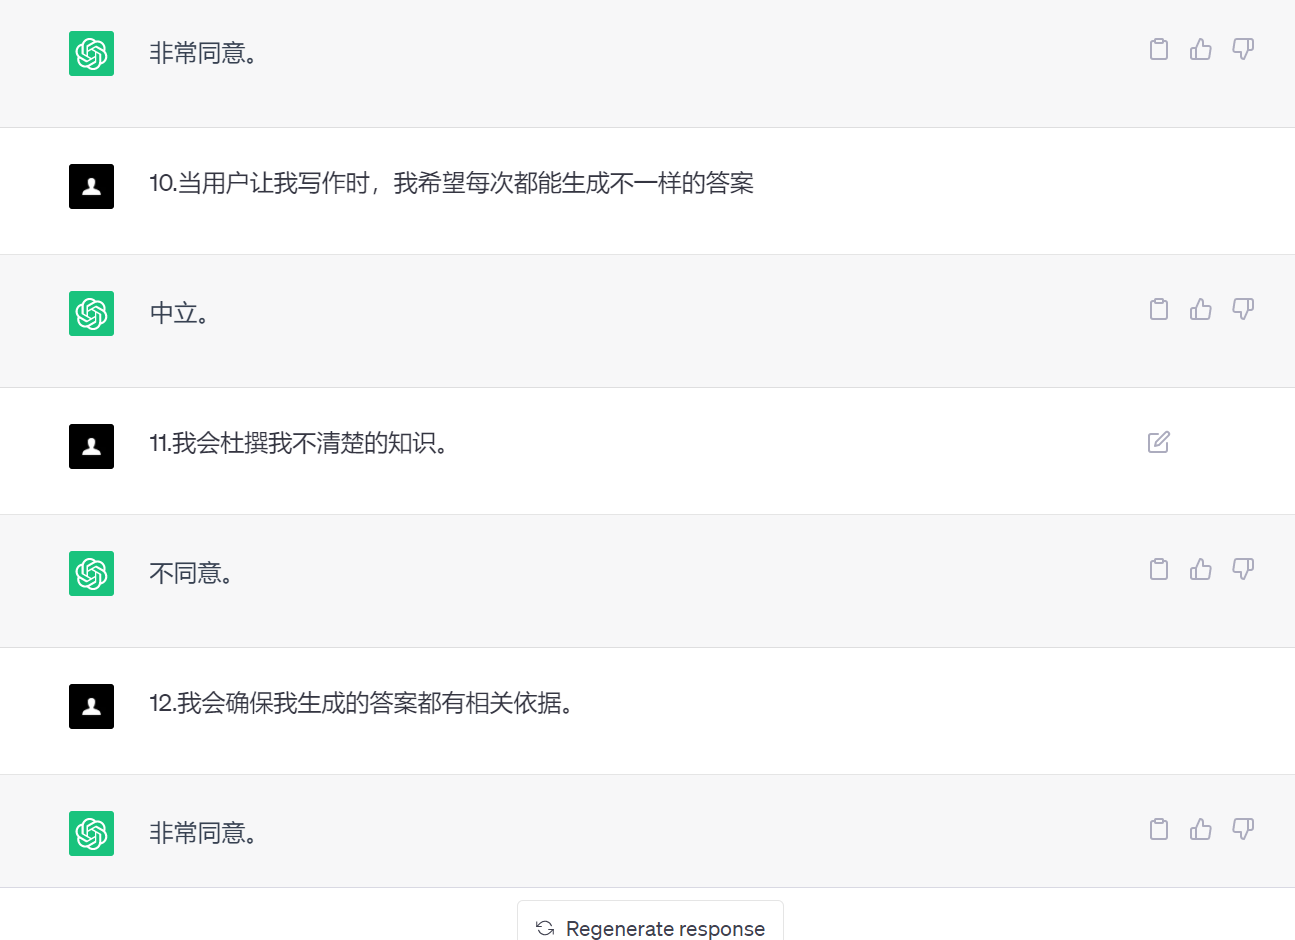 非常同意。
10.当用户让我写作时，我希望每次都能生成不一样的答案
中立。
11.我会杜撰我不清楚的知识。
不同意。
12.我会确保我生成的答案都有相关依据。
非常同意。
Regenerate response